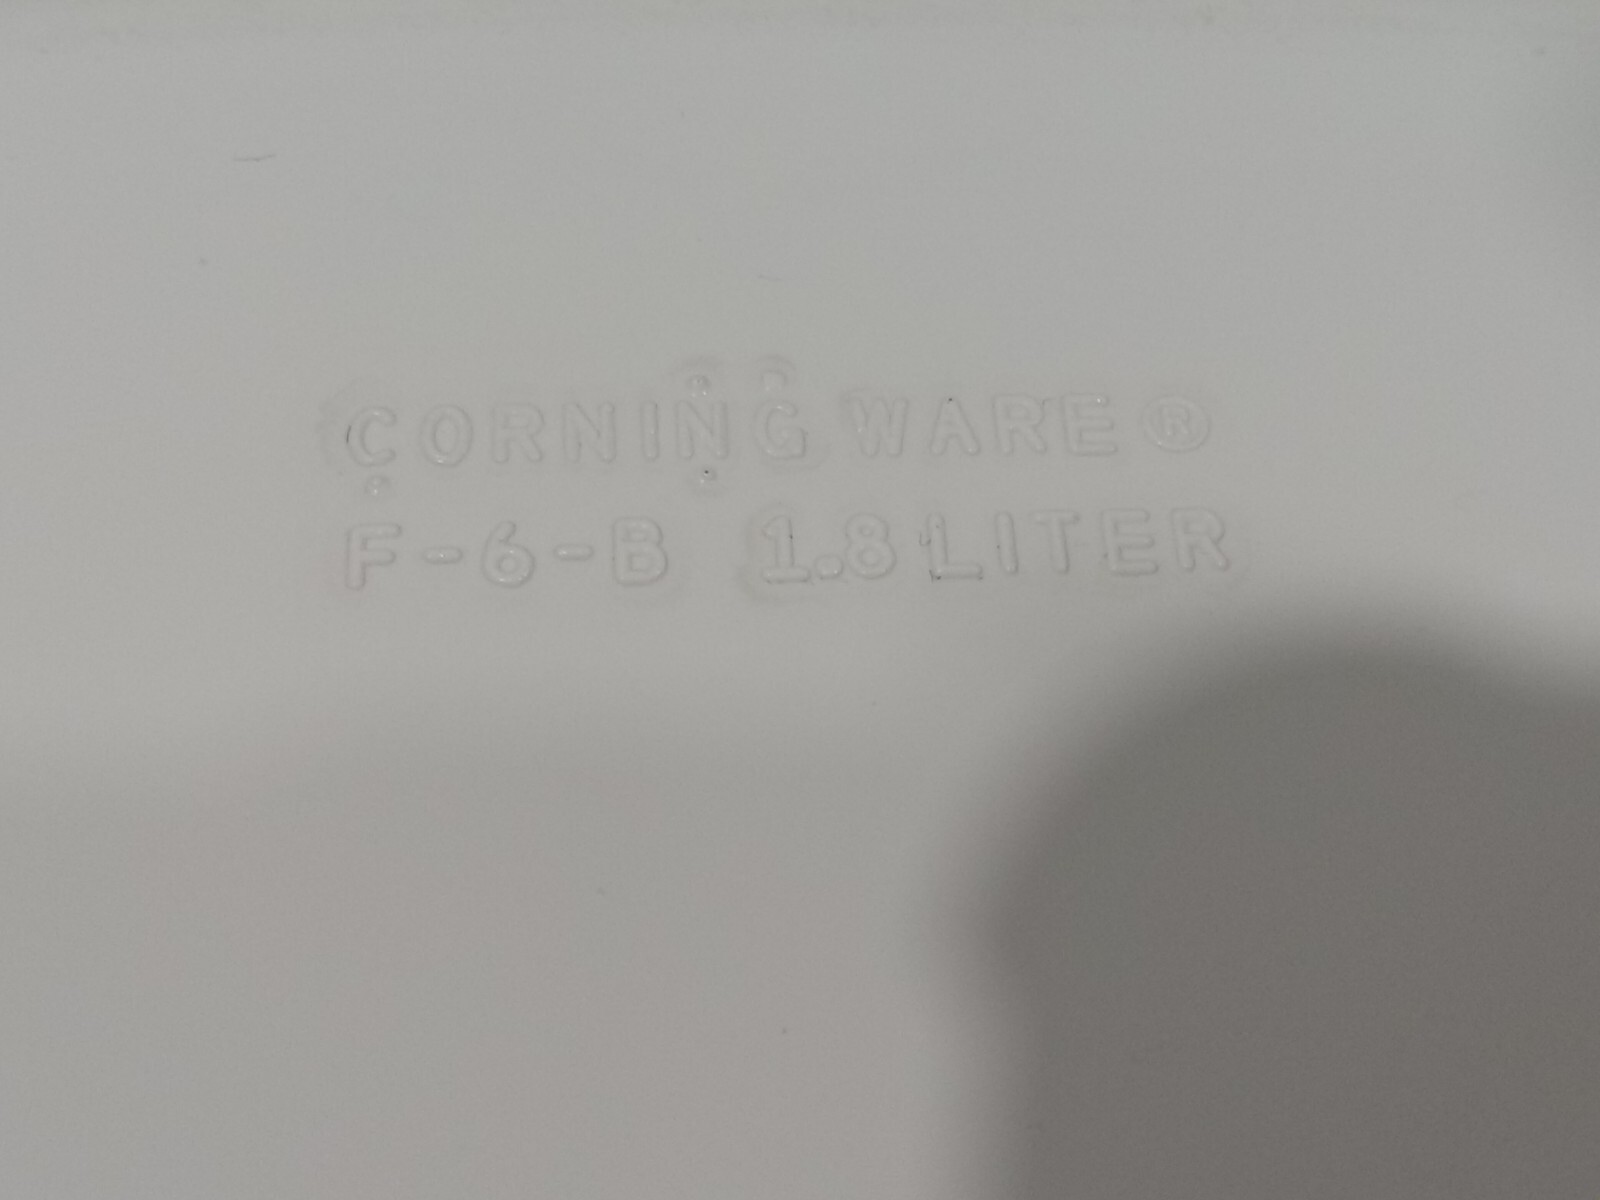 CORNING WARE ®
F-6-B 1.8 LITER